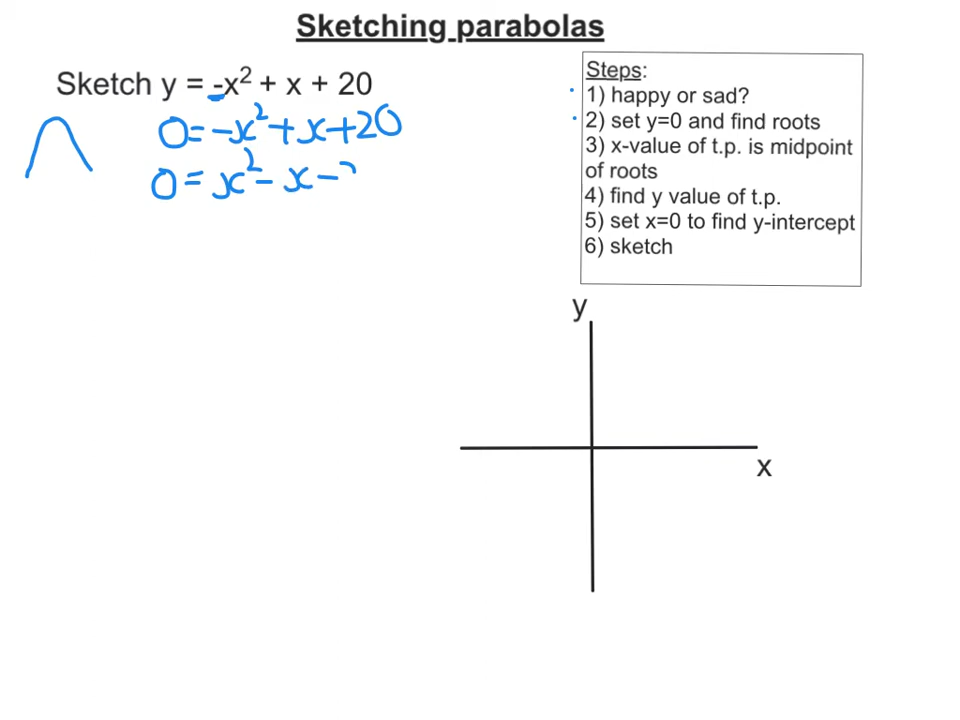 Sketching parabolas
Sketch y = -x² + x + 20
0 = -x² + x + 20
0 = x² - x -
Steps:
1) happy or sad?
2) set y=0 and find roots
3) x-value of t.p. is midpoint
of roots
4) find y value of t.p.
5) set x=0 to find y-intercept
6) sketch
y
x